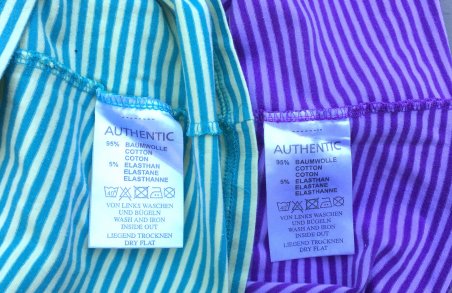 AUTHENTIC
95% BAUMWOLLE
COTTON
COTON
5% ELASTHAN
ELASTANE
ELASTHANNE
VON LINKS WASCHEN
UND BÜGELN
WASH AND IRON
INSIDE OUT
LIEGEND TROCKNEN
DRY FLAT
AUTHENTIC
95% BAUMWOLLE
COTTON
COTON
5% ELASTHAN
ELASTANE
ELASTHANNE
VON LINKS WASCHEN
UND BÜGELN
WASH AND IRON
INSIDE OUT
LIEGEND TROCKNEN
DRY FLAT